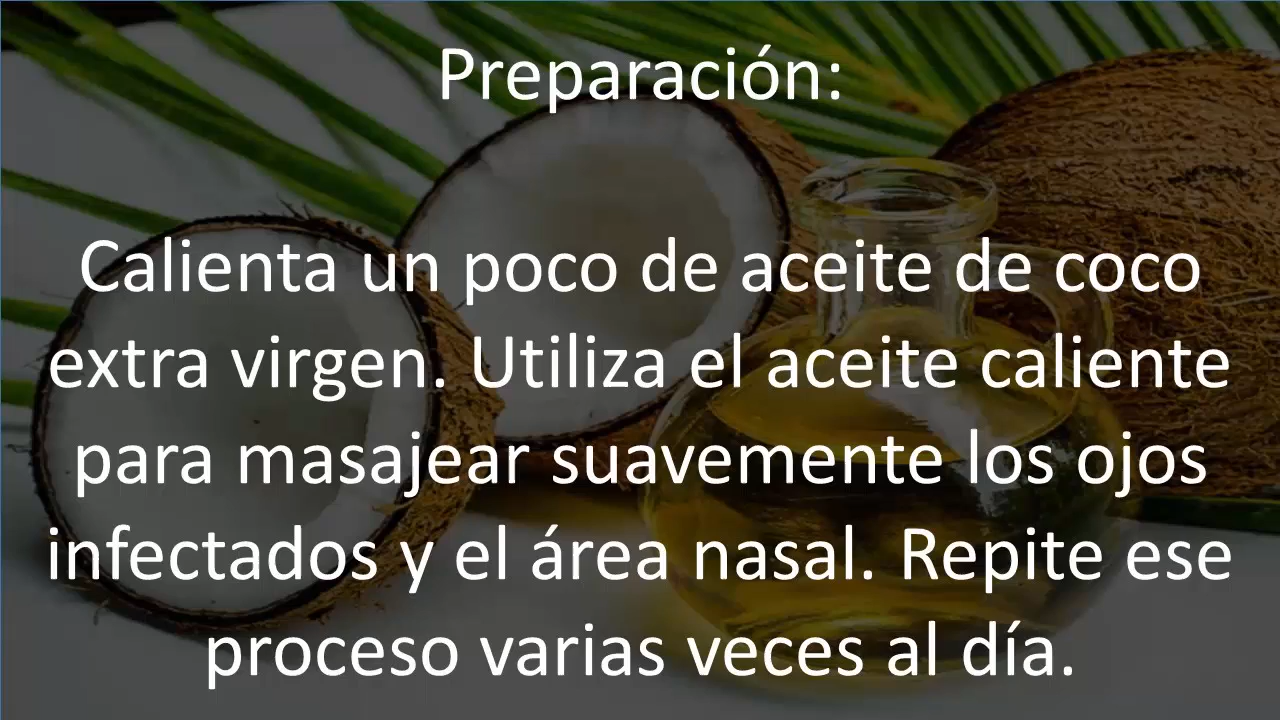 Preparación:
Calienta un poco de aceite de coco
extra virgen. Utiliza el aceite caliente
para masajear suavemente los ojos
infectados y el área nasal. Repite ese
proceso varias veces al día.